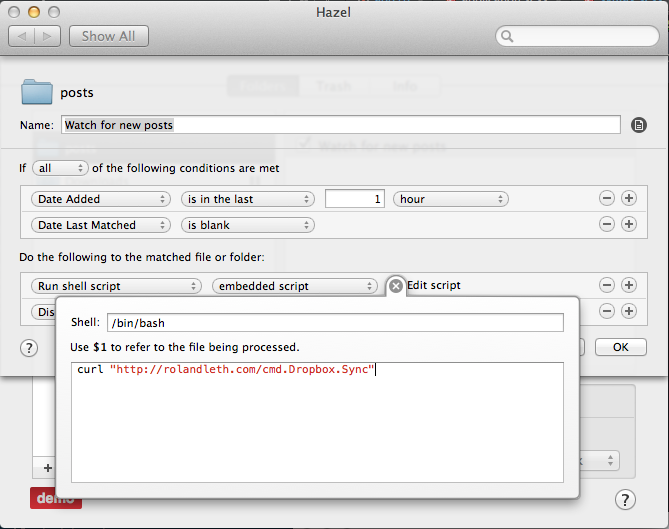 Hazel
Show All
posts
Name: Watch for new posts
If all of the following conditions are met
Date Added is in the last 1 hour
Date Last Matched is blank
Do the following to the matched file or folder:
Run shell script embedded script Edit script
Dis
Shell: /bin/bash
? OK
Use $1 to refer to the file being processed.
curl "http://rolandleth.com/cmd.Dropbox.Sync"
demo ?